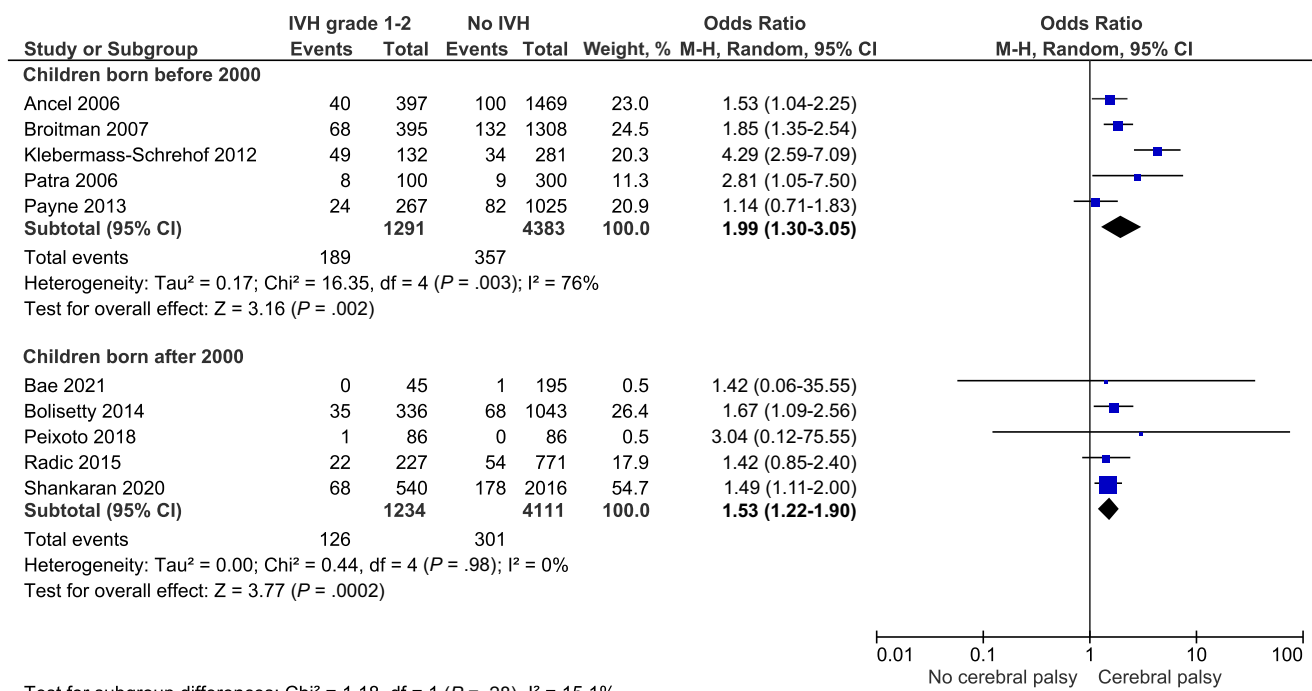 IVH grade 1-2 No IVH Odds Ratio Odds Ratio
Study or Subgroup Events Total Events Total Weight, % M-H, Random, 95% CI M-H, Random, 95% CI
Children born before 2000
Ancel 2006 40 397 100 1469 23.0 1.53 (1.04-2.25)
Broitman 2007 68 395 132 1308 24.5 1.85 (1.35-2.54)
Klebermass-Schrehof 2012 49 132 34 281 20.3 4.29 (2.59-7.09)
Patra 2006 8 100 9 300 11.3 2.81 (1.05-7.50)
Payne 2013 24 267 82 1025 20.9 1.14 (0.71-1.83)
Subtotal (95% CI) 1291 4383 100.0 1.99 (1.30-3.05)
Total events 189 357
Heterogeneity: Tau² = 0.17; Chi² = 16.35, df = 4 (P = .003); I² = 76%
Test for overall effect: Z = 3.16 (P = .002)
Children born after 2000
Bae 2021 0 45 1 195 0.5 1.42 (0.06-35.55)
Bolisetty 2014 35 336 68 1043 26.4 1.67 (1.09-2.56)
Peixoto 2018 1 86 0 86 0.5 3.04 (0.12-75.55)
Radic 2015 22 227 54 771 17.9 1.42 (0.85-2.40)
Shankaran 2020 68 540 178 2016 54.7 1.49 (1.11-2.00)
Subtotal (95% CI) 1234 4111 100.0 1.53 (1.22-1.90)
Total events 126 301
Heterogeneity: Tau² = 0.00; Chi² = 0.44, df = 4 (P = .98); I² = 0%
Test for overall effect: Z = 3.77 (P = .0002)
0.01 0.1 1 10 100
No cerebral palsy Cerebral palsy
Test for subgroup differences: Chi² = 1.18, df = 1 (P = .28), I² = 15.1%